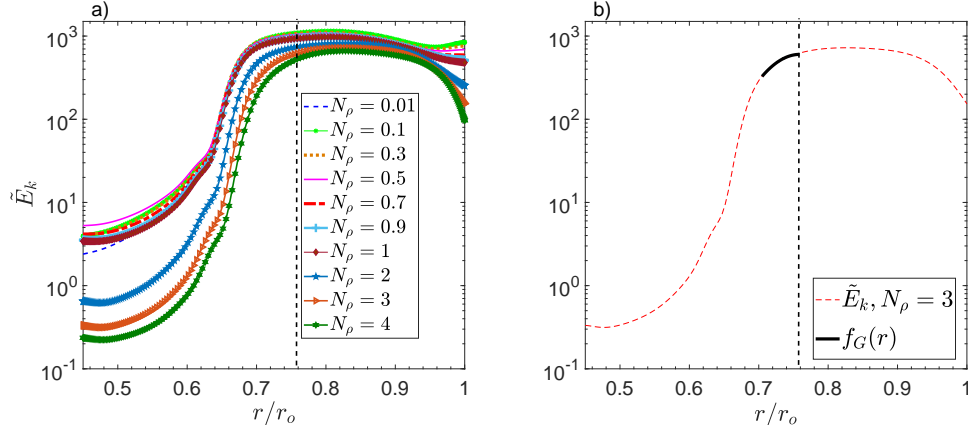 a)
10^3
10^2
10^1
10^0
10^-1
Ẽ_k
0.5 0.6 0.7 0.8 0.9 1
r/r_o
N_ρ = 0.01
N_ρ = 0.1
N_ρ = 0.3
N_ρ = 0.5
N_ρ = 0.7
N_ρ = 0.9
N_ρ = 1
N_ρ = 2
N_ρ = 3
N_ρ = 4
b)
10^3
10^2
10^1
10^0
10^-1
0.5 0.6 0.7 0.8 0.9 1
r/r_o
Ẽ_k, N_ρ = 3
f_G(r)